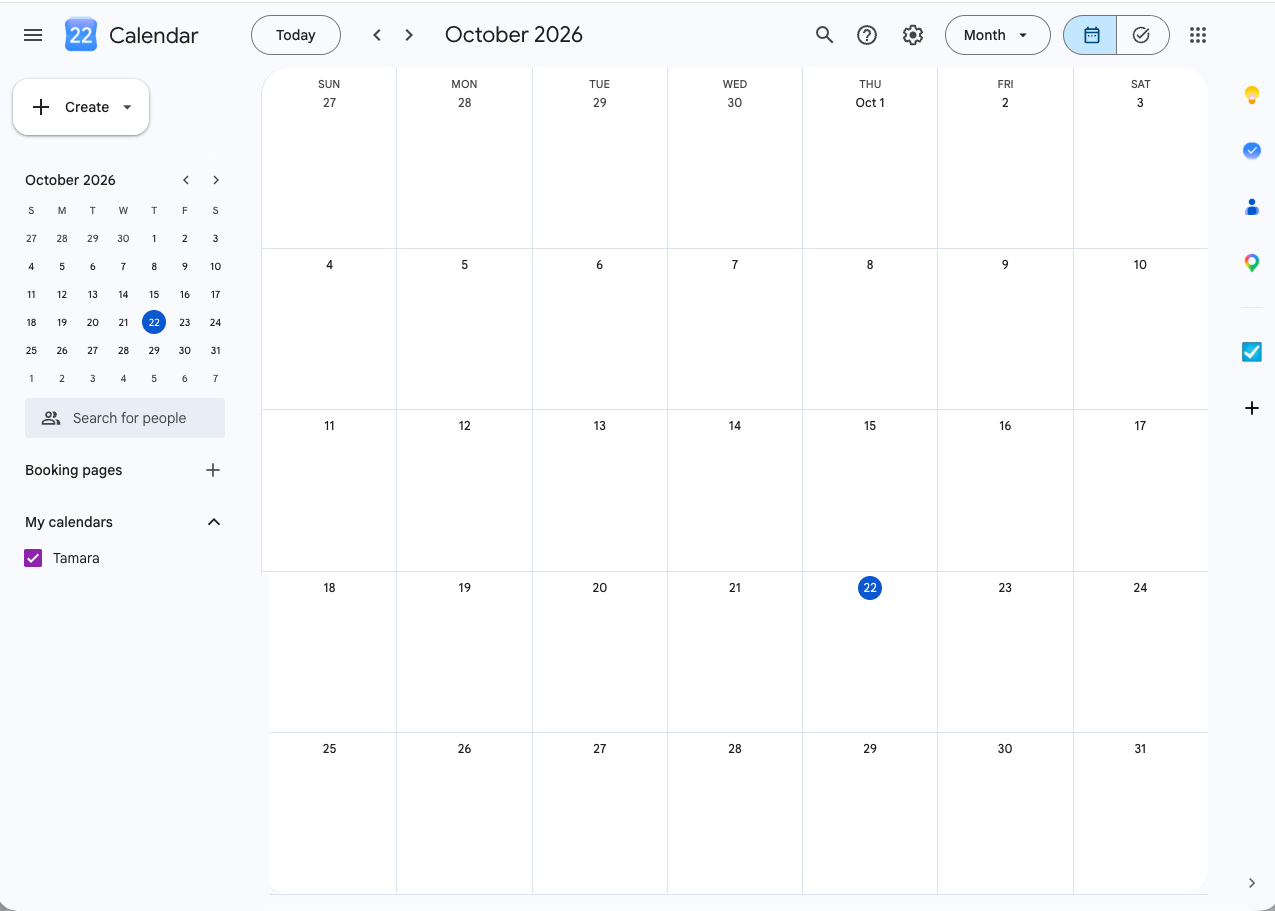 22 Calendar Today October 2026 Month
Create
October 2026
S M T W T F S
27 28 29 30 1 2 3
4 5 6 7 8 9 10
11 12 13 14 15 16 17
18 19 20 21 22 23 24
25 26 27 28 29 30 31
1 2 3 4 5 6 7
Search for people
Booking pages
My calendars
Tamara
SUN MON TUE WED THU FRI SAT
27 28 29 30 Oct 1 2 3
4 5 6 7 8 9 10
11 12 13 14 15 16 17
18 19 20 21 22 23 24
25 26 27 28 29 30 31